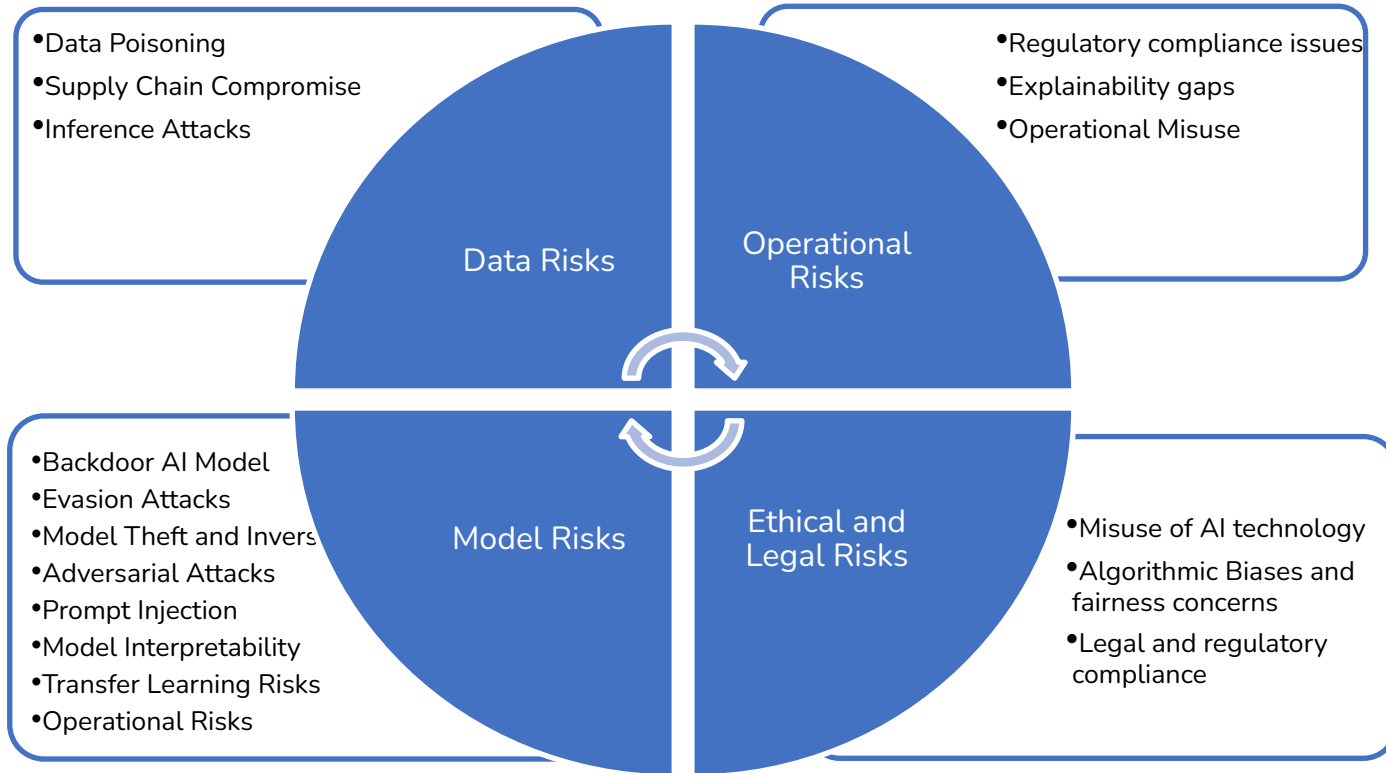 •Data Poisoning
•Supply Chain Compromise
•Inference Attacks
•Regulatory compliance issues
•Explainability gaps
•Operational Misuse
Data Risks
Operational
Risks
•Backdoor AI Model
•Evasion Attacks
•Model Theft and Invers
•Adversarial Attacks
•Prompt Injection
•Model Interpretability
•Transfer Learning Risks
•Operational Risks
Model Risks
Ethical and
Legal Risks
•Misuse of AI technology
•Algorithmic Biases and
fairness concerns
•Legal and regulatory
compliance